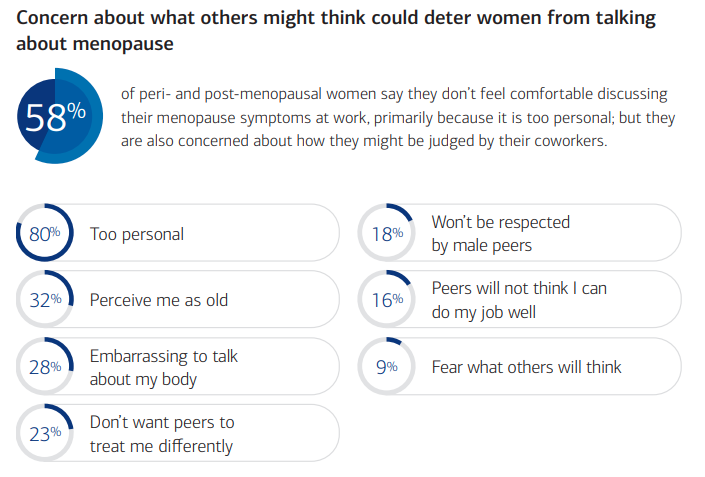 Concern about what others might think could deter women from talking
about menopause
58%
of peri- and post-menopausal women say they don’t feel comfortable discussing
their menopause symptoms at work, primarily because it is too personal; but they
are also concerned about how they might be judged by their coworkers.
80%
Too personal
32%
Perceive me as old
28%
Embarrassing to talk
about my body
23%
Don’t want peers to
treat me differently
18%
Won’t be respected
by male peers
16%
Peers will not think I can
do my job well
9%
Fear what others will think